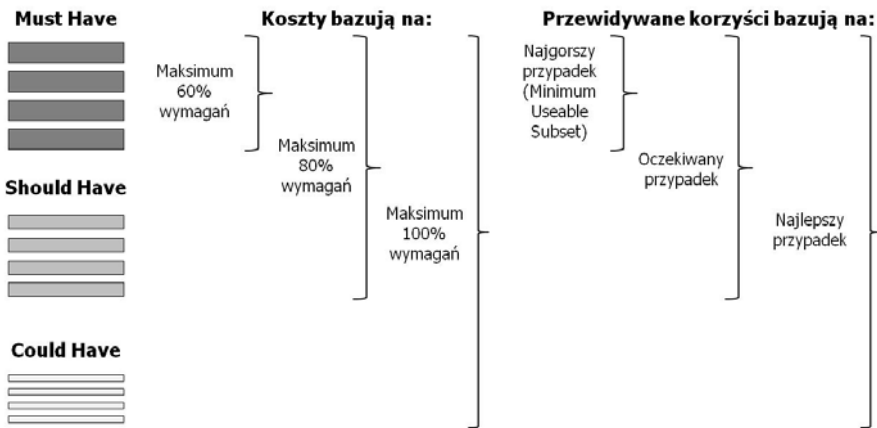 Must Have
Koszty bazują na:
Przewidywane korzyści bazują na:
Maksimum
60%
wymagań
Najgorszy
przypadek
(Minimum
Useable
Subset)
Maksimum
80%
wymagań
Oczekiwany
przypadek
Should Have
Maksimum
100%
wymagań
Najlepszy
przypadek
Could Have